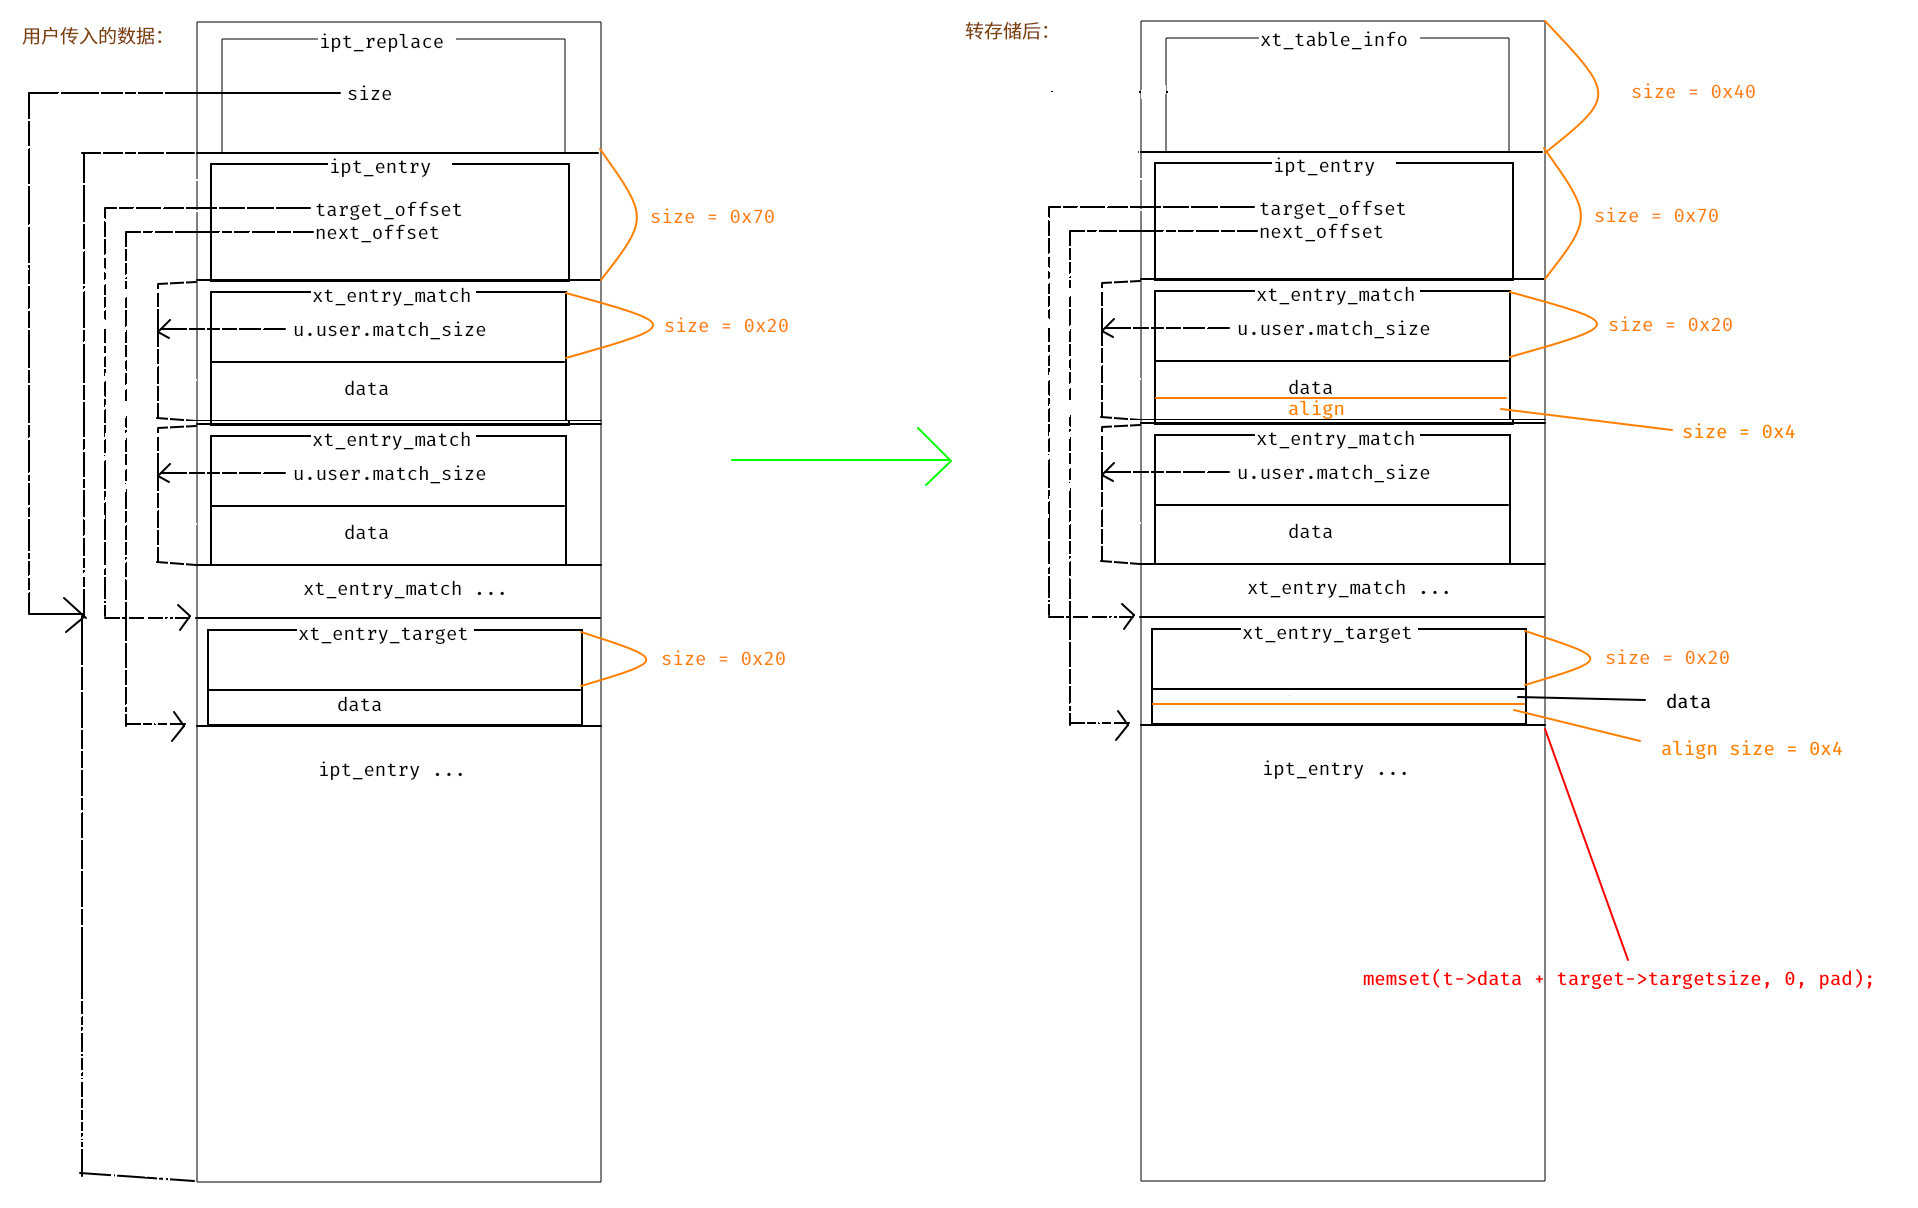 用户传入的数据：
ipt_replace
size
ipt_entry
target_offset
next_offset
size = 0x70
xt_entry_match
u.user.match_size
size = 0x20
data
xt_entry_match
u.user.match_size
data
xt_entry_match ...
xt_entry_target
size = 0x20
data
ipt_entry ...
转存储后：
xt_table_info
size = 0x40
ipt_entry
target_offset
next_offset
size = 0x70
xt_entry_match
u.user.match_size
size = 0x20
data
align
size = 0x4
xt_entry_match
u.user.match_size
data
xt_entry_match ...
xt_entry_target
size = 0x20
data
align size = 0x4
ipt_entry ...
memset(t->data + target->targetsize, 0, pad);